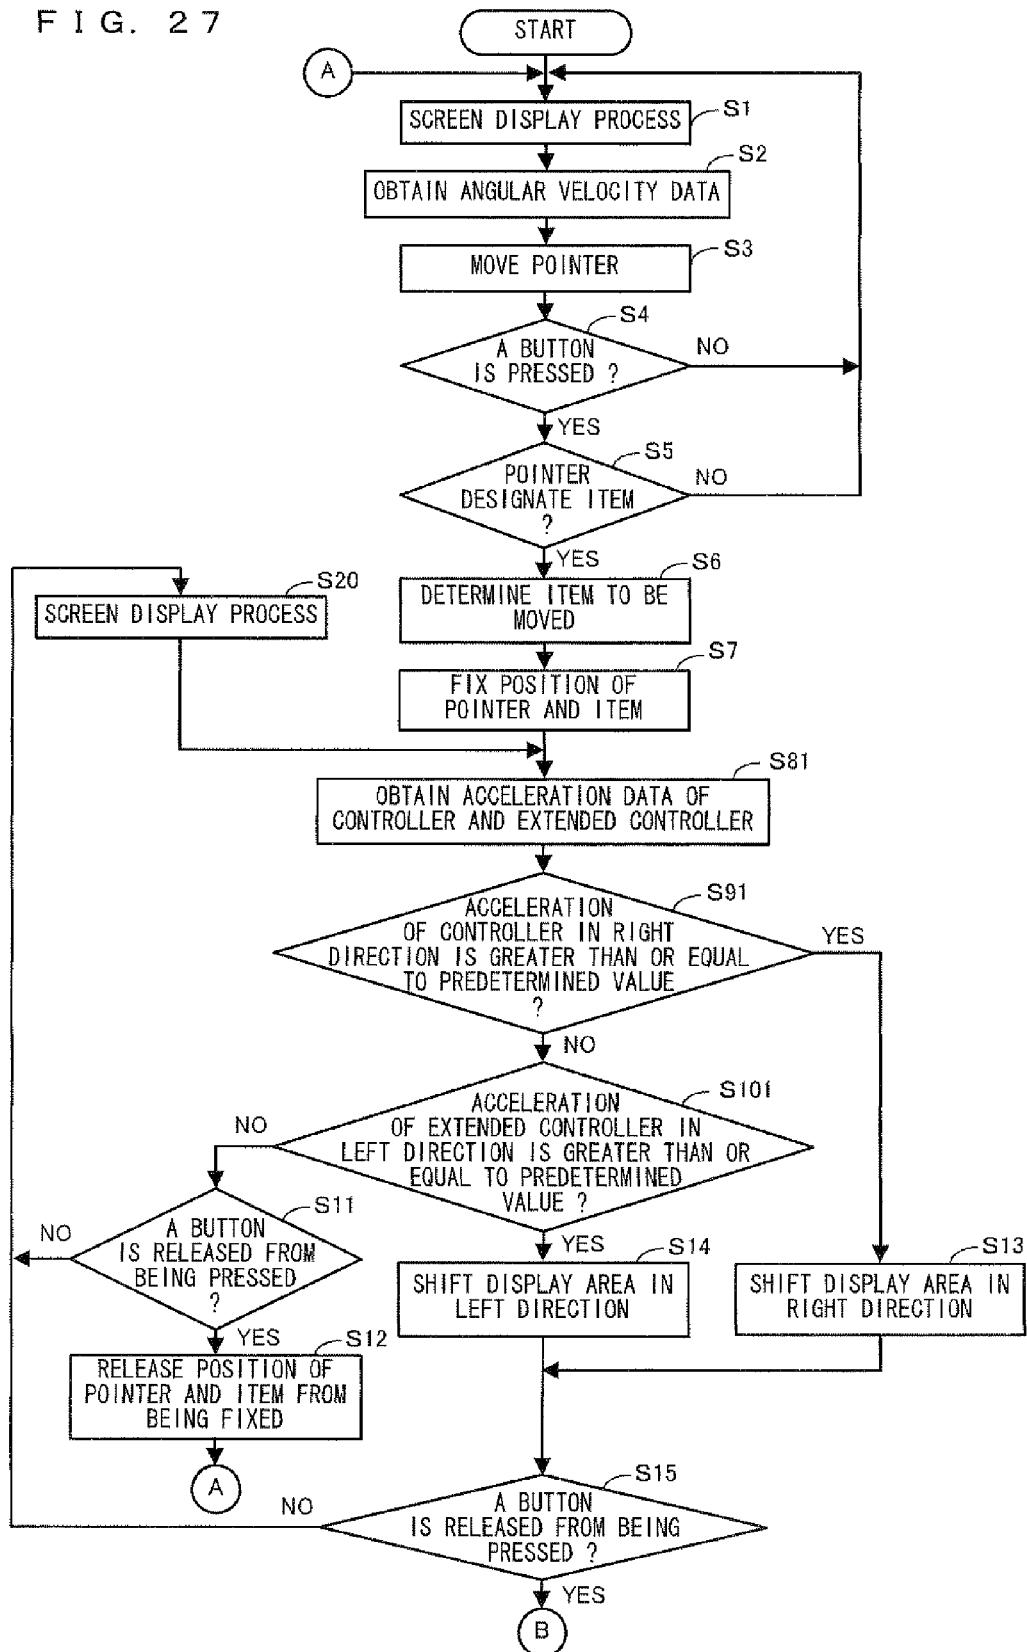 FIG. 27
START
A
S1
SCREEN DISPLAY PROCESS
S2
OBTAIN ANGULAR VELOCITY DATA
S3
MOVE POINTER
S4
A BUTTON
IS PRESSED ?
NO
YES
S5
POINTER
DESIGNATE ITEM
?
NO
YES
S20
SCREEN DISPLAY PROCESS
S6
DETERMINE ITEM TO BE
MOVED
S7
FIX POSITION OF
POINTER AND ITEM
S81
OBTAIN ACCELERATION DATA OF
CONTROLLER AND EXTENDED CONTROLLER
S91
ACCELERATION
OF CONTROLLER IN RIGHT
DIRECTION IS GREATER THAN OR EQUAL
TO PREDETERMINED VALUE
?
YES
NO
S101
ACCELERATION
OF EXTENDED CONTROLLER IN
LEFT DIRECTION IS GREATER THAN OR
EQUAL TO PREDETERMINED
VALUE ?
NO
YES
S11
A BUTTON
IS RELEASED FROM
BEING PRESSED
?
NO
YES
S14
SHIFT DISPLAY AREA IN
LEFT DIRECTION
S13
SHIFT DISPLAY AREA IN
RIGHT DIRECTION
S12
RELEASE POSITION OF
POINTER AND ITEM FROM
BEING FIXED
A
S15
A BUTTON
IS RELEASED FROM BEING
PRESSED ?
NO
YES
B